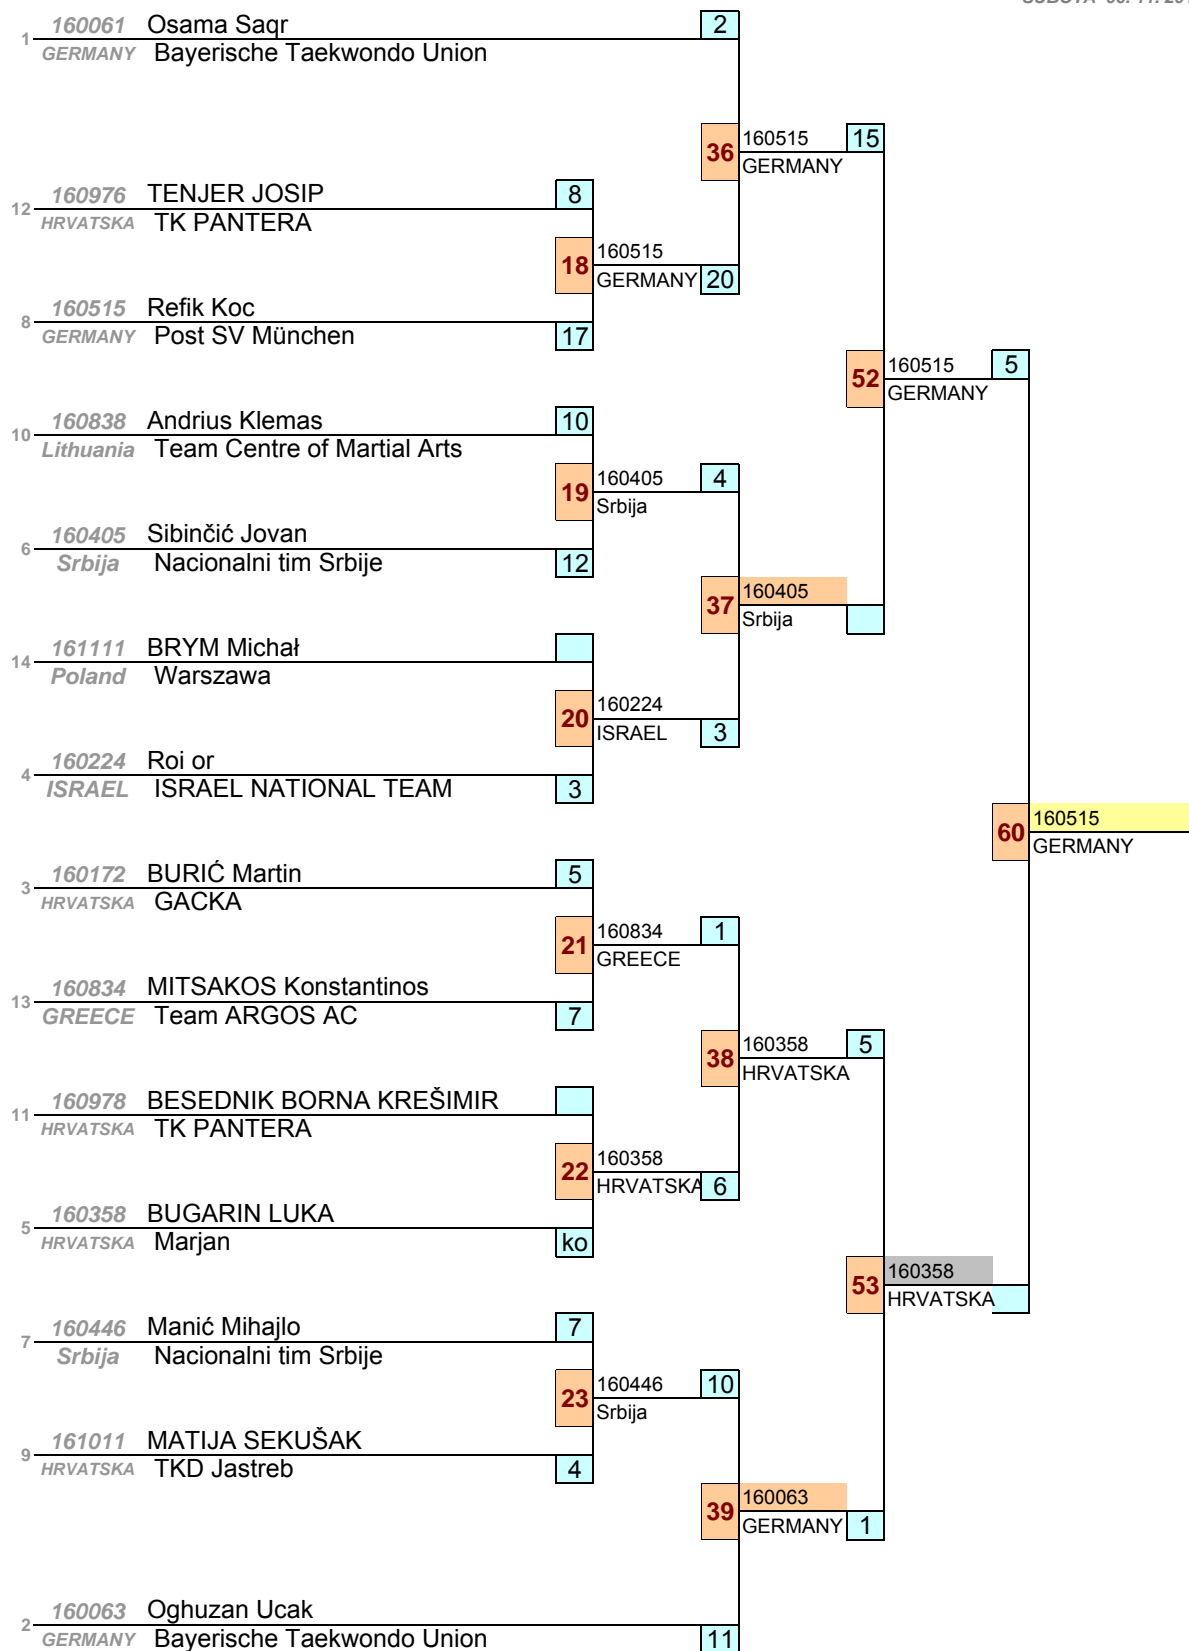 160061 Osama Saqr 2
1
GERMANY Bayerische Taekwondo Union
36 160515 15
GERMANY
160976 TENJER JOSIP 8
12
HRVATSKA TK PANTERA
18 160515
GERMANY 20
160515 Refik Koc
8
GERMANY Post SV München 17
52 160515 5
GERMANY
160838 Andrius Klemas 10
10
Lithuania Team Centre of Martial Arts
19 160405 4
Srbija
160405 Sibinčić Jovan
6
Srbija Nacionalni tim Srbije 12
37 160405
Srbija
161111 BRYM Michał
14
Poland Warszawa
20 160224
ISRAEL 3
160224 Roi or
4
ISRAEL ISRAEL NATIONAL TEAM 3
60 160515
GERMANY
160172 BURIĆ Martin 5
3
HRVATSKA GACKA
21 160834 1
GREECE
160834 MITSAKOS Konstantinos
13
GREECE Team ARGOS AC 7
38 160358 5
HRVATSKA
160978 BESEDNIK BORNA KREŠIMIR
11
HRVATSKA TK PANTERA
22 160358
HRVATSKA 6
160358 BUGARIN LUKA
5
HRVATSKA Marjan ko
53 160358
HRVATSKA
160446 Manić Mihajlo 7
7
Srbija Nacionalni tim Srbije
23 160446 10
Srbija
161011 MATIJA SEKUŠAK
9
HRVATSKA TKD Jastreb 4
39 160063
GERMANY 1
160063 Oghuzan Ucak
2
GERMANY Bayerische Taekwondo Union 11